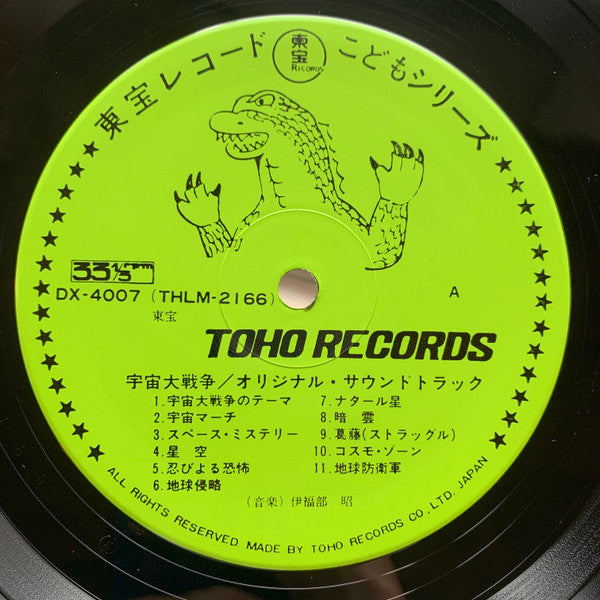 東宝レコード 東宝 RECORDS こどもシリーズ
33 1/3 rpm
DX-4007 (THLM-2166)
A
東宝
TOHO RECORDS
宇宙大戦争/オリジナル・サウンドトラック
1.宇宙大戦争のテーマ
2.宇宙マーチ
3.スペース・ミステリー
4.星 空
5.忍びよる恐怖
6.地球侵略
7.ナタール星
8.暗 雲
9.葛藤(ストラッグル)
10.コスモ・ゾーン
11.地球防衛軍
(音楽) 伊福部 昭
ALL RIGHTS RESERVED MADE BY TOHO RECORDS CO., LTD. JAPAN